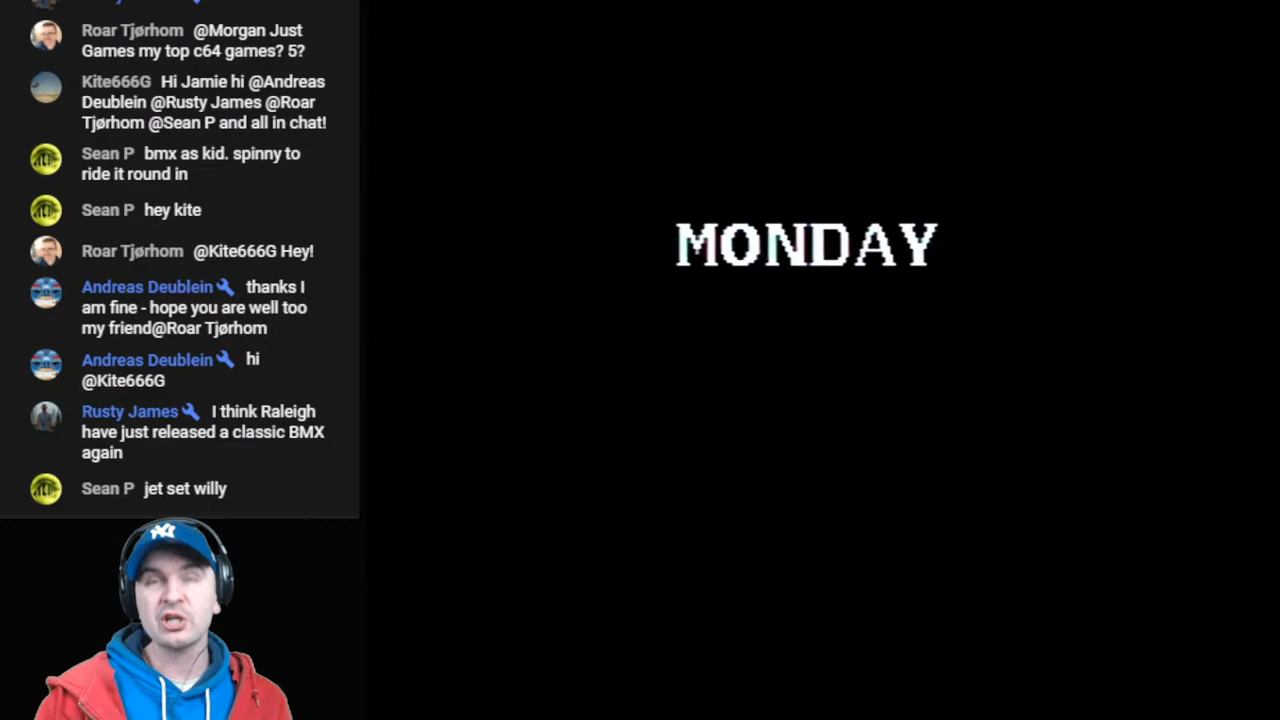 Roar Tjørhom @Morgan Just
Games my top c64 games? 5?
Kite666G Hi Jamie hi @Andreas
Deublein @Rusty James @Roar
Tjørhom @Sean P and all in chat!
Sean P bmx as kid. spinny to
ride it round in
Sean P hey kite
Roar Tjørhom @Kite666G Hey!
Andreas Deublein thanks I
am fine - hope you are well too
my friend@Roar Tjørhom
Andreas Deublein hi
@Kite666G
Rusty James I think Raleigh
have just released a classic BMX
again
Sean P jet set willy
MONDAY